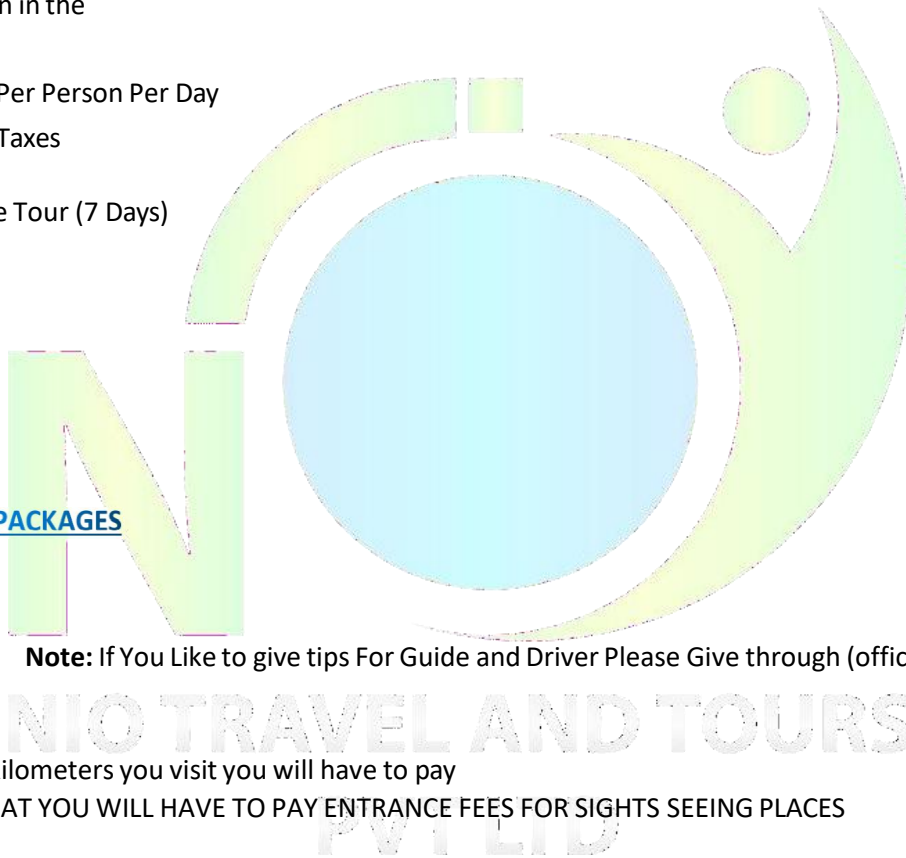 n in the
Per Person Per Day
Taxes
e Tour (7 Days)
PACKAGES
Note: If You Like to give tips For Guide and Driver Please Give through (offic
NIO TRAVEL AND TOURS
ilometers you visit you will have to pay
AT YOU WILL HAVE TO PAY ENTRANCE FEES FOR SIGHTS SEEING PLACES
PVT LTD